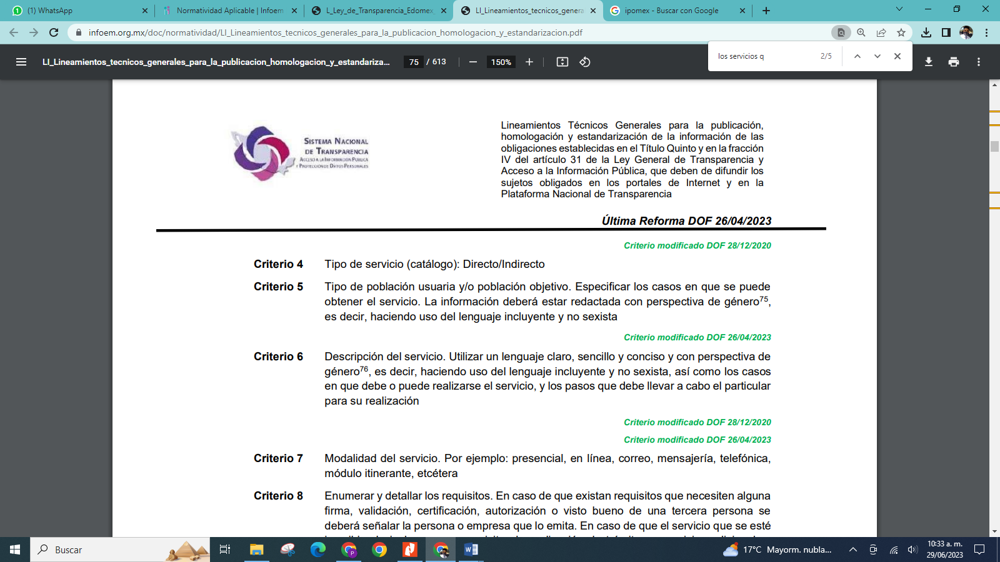 (1) WhatsApp
Normatividad Aplicable | Infoem
L_Ley_de_Transparencia_Edomex
LI_Lineamientos_tecnicos_genera
ipomex - Buscar con Google
infoem.org.mx/doc/normatividad/LI_Lineamientos_tecnicos_generales_para_la_publicacion_homologacion_y_estandarizacion.pdf
LI_Lineamientos_tecnicos_generales_para_la_publicacion_homologacion_y_estandariza...
75 / 613
150%
los servicios q
2/5
SISTEMA NACIONAL
DE TRANSPARENCIA
ACCESO A LA INFORMACIÓN PÚBLICA
Y PROTECCIÓN DE DATOS PERSONALES
Lineamientos Técnicos Generales para la publicación,
homologación y estandarización de la información de las
obligaciones establecidas en el Título Quinto y en la fracción
IV del artículo 31 de la Ley General de Transparencia y
Acceso a la Información Pública, que deben de difundir los
sujetos obligados en los portales de Internet y en la
Plataforma Nacional de Transparencia
Última Reforma DOF 26/04/2023
Criterio modificado DOF 28/12/2020
Criterio 4 Tipo de servicio (catálogo): Directo/Indirecto
Criterio 5 Tipo de población usuaria y/o población objetivo. Especificar los casos en que se puede
obtener el servicio. La información deberá estar redactada con perspectiva de género75,
es decir, haciendo uso del lenguaje incluyente y no sexista
Criterio modificado DOF 26/04/2023
Criterio 6 Descripción del servicio. Utilizar un lenguaje claro, sencillo y conciso y con perspectiva de
género76, es decir, haciendo uso del lenguaje incluyente y no sexista, así como los casos
en que debe o puede realizarse el servicio, y los pasos que debe llevar a cabo el particular
para su realización
Criterio modificado DOF 28/12/2020
Criterio modificado DOF 26/04/2023
Criterio 7 Modalidad del servicio. Por ejemplo: presencial, en línea, correo, mensajería, telefónica,
módulo itinerante, etcétera
Criterio 8 Enumerar y detallar los requisitos. En caso de que existan requisitos que necesiten alguna
firma, validación, certificación, autorización o visto bueno de una tercera persona se
deberá señalar la persona o empresa que lo emita. En caso de que el servicio que se esté
Buscar
17°C Mayorm. nubla...
10:33 a. m.
29/06/2023